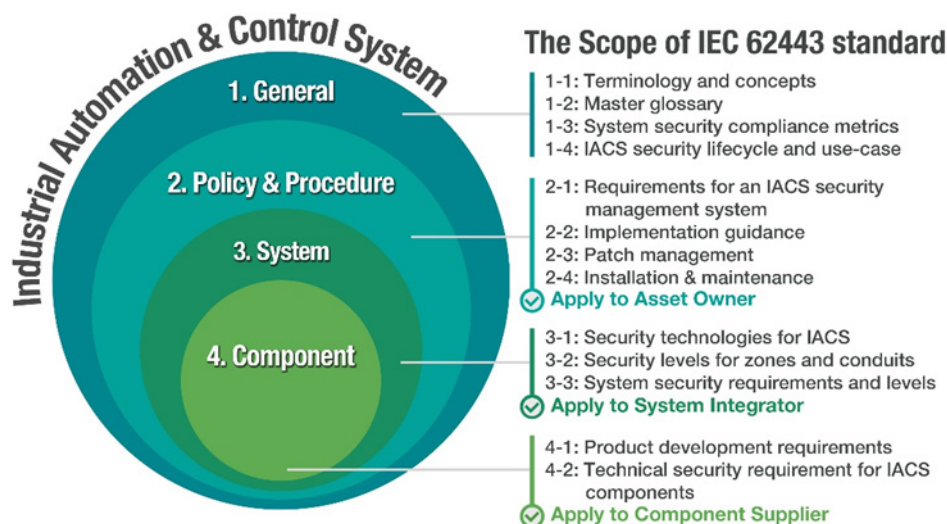 Industrial Automation & Control System
1. General
2. Policy & Procedure
3. System
4. Component
The Scope of IEC 62443 standard
1-1: Terminology and concepts
1-2: Master glossary
1-3: System security compliance metrics
1-4: IACS security lifecycle and use-case
2-1: Requirements for an IACS security
management system
2-2: Implementation guidance
2-3: Patch management
2-4: Installation & maintenance
Apply to Asset Owner
3-1: Security technologies for IACS
3-2: Security levels for zones and conduits
3-3: System security requirements and levels
Apply to System Integrator
4-1: Product development requirements
4-2: Technical security requirement for IACS
components
Apply to Component Supplier